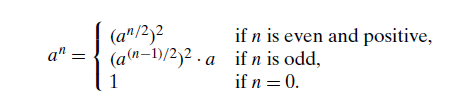 (a^{n/2})^2 if n is even and positive,
a^n = { (a^{(n−1)/2})^2 · a if n is odd,
1 if n = 0.